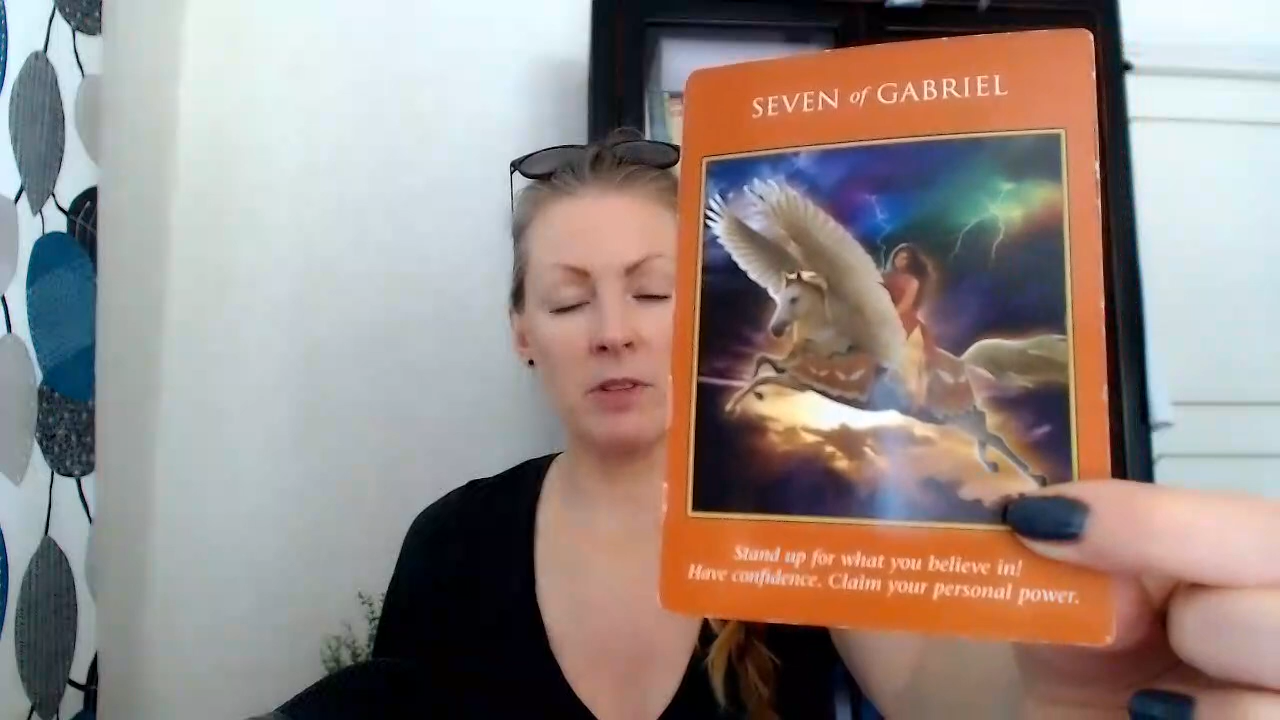 SEVEN of GABRIEL
Stand up for what you believe in!
Have confidence. Claim your personal power.